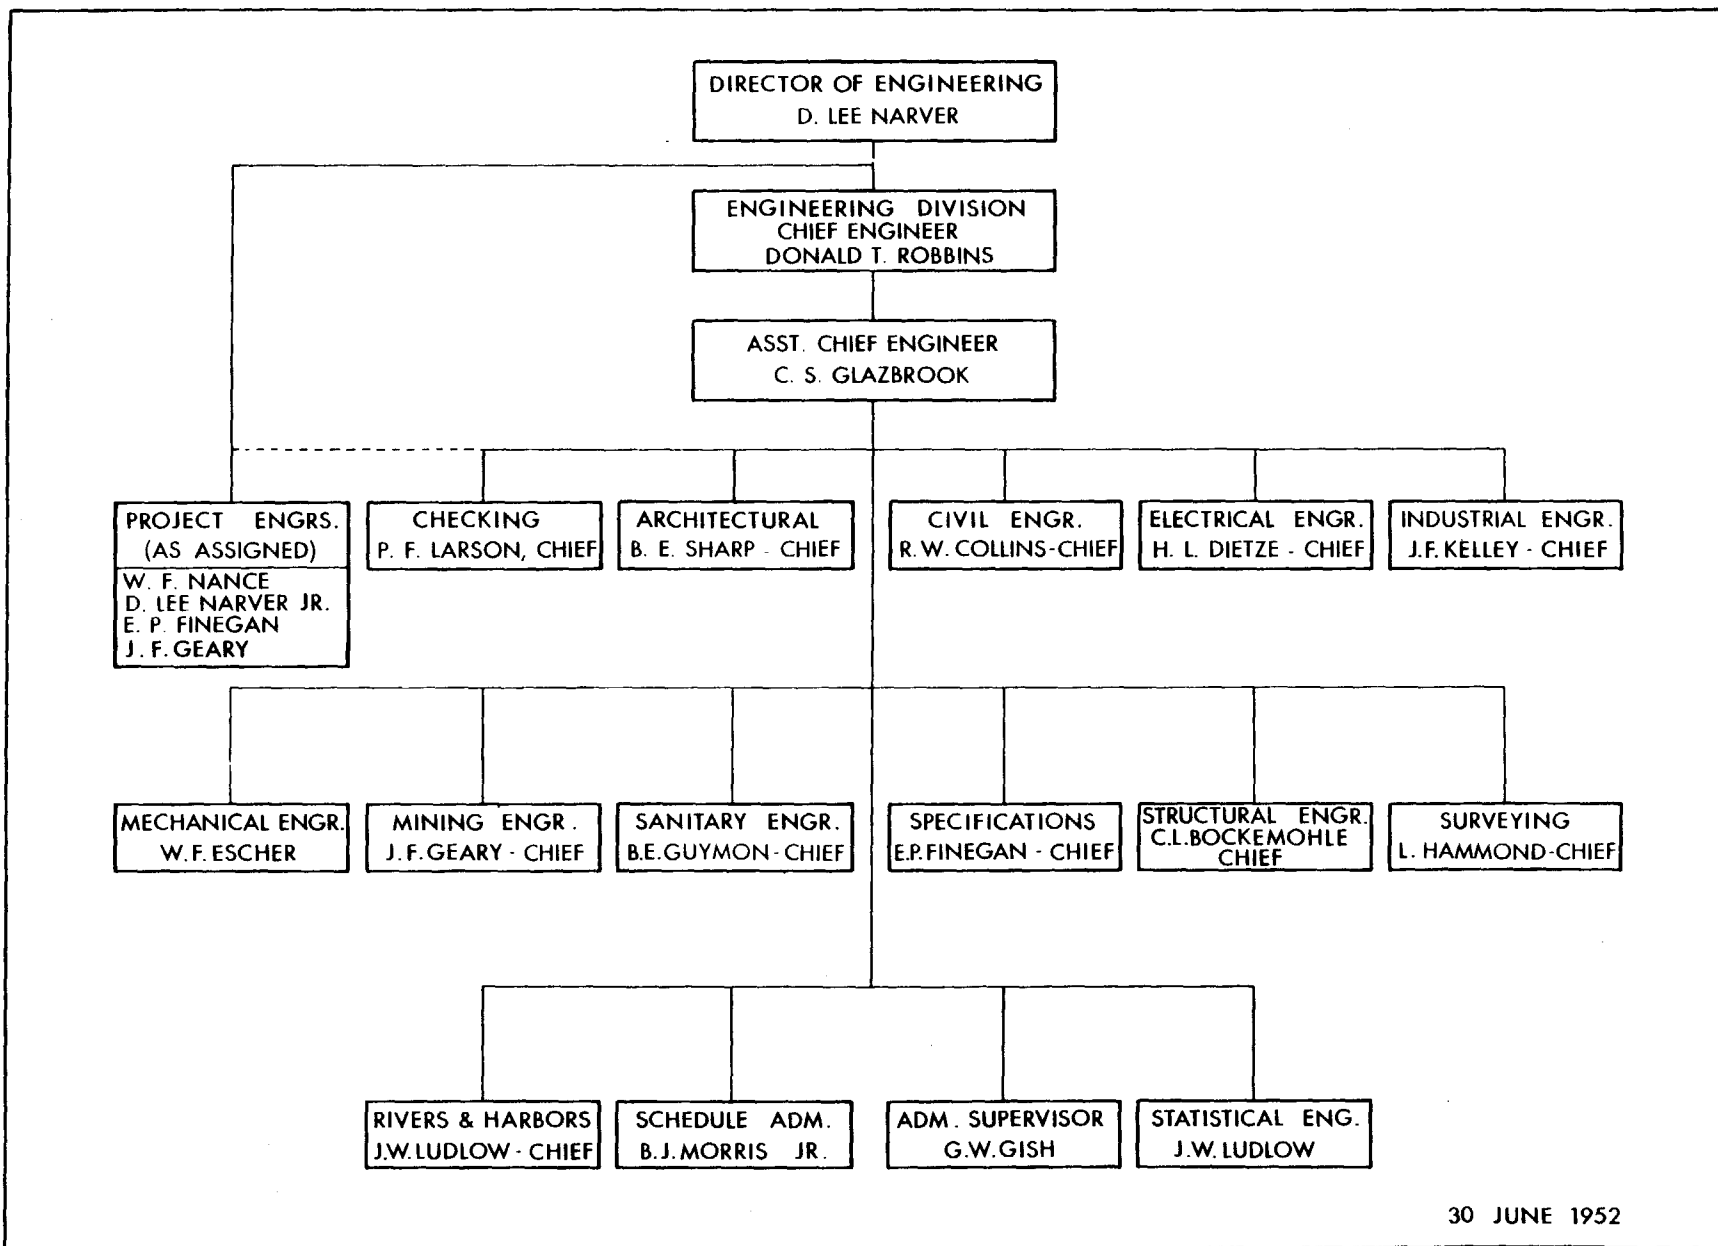 DIRECTOR OF ENGINEERING
D. LEE NARVER
ENGINEERING DIVISION
CHIEF ENGINEER
DONALD T. ROBBINS
ASST. CHIEF ENGINEER
C. S. GLAZBROOK
PROJECT ENGRS.
(AS ASSIGNED)
W. F. NANCE
D. LEE NARVER JR.
E. P. FINEGAN
J. F. GEARY
CHECKING
P. F. LARSON, CHIEF
ARCHITECTURAL
B. E. SHARP - CHIEF
CIVIL ENGR.
R.W. COLLINS-CHIEF
ELECTRICAL ENGR.
H. L. DIETZE - CHIEF
INDUSTRIAL ENGR.
J.F. KELLEY - CHIEF
MECHANICAL ENGR.
W.F. ESCHER
MINING ENGR.
J.F. GEARY - CHIEF
SANITARY ENGR.
B.E. GUYMON-CHIEF
SPECIFICATIONS
E.P. FINEGAN - CHIEF
STRUCTURAL ENGR.
C.L. BOCKEMOHLE
CHIEF
SURVEYING
L. HAMMOND-CHIEF
RIVERS & HARBORS
J.W. LUDLOW - CHIEF
SCHEDULE ADM.
B.J. MORRIS JR.
ADM. SUPERVISOR
G.W. GISH
STATISTICAL ENG.
J.W. LUDLOW
30 JUNE 1952